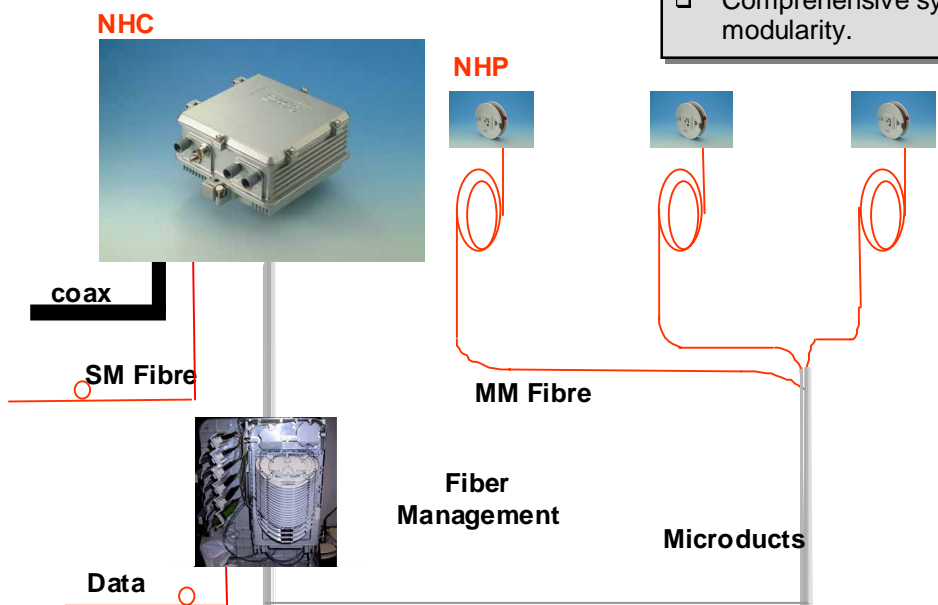 NHC
modularity.
NHP
coax
SM Fibre
MM Fibre
Fiber
Management
Microducts
Data